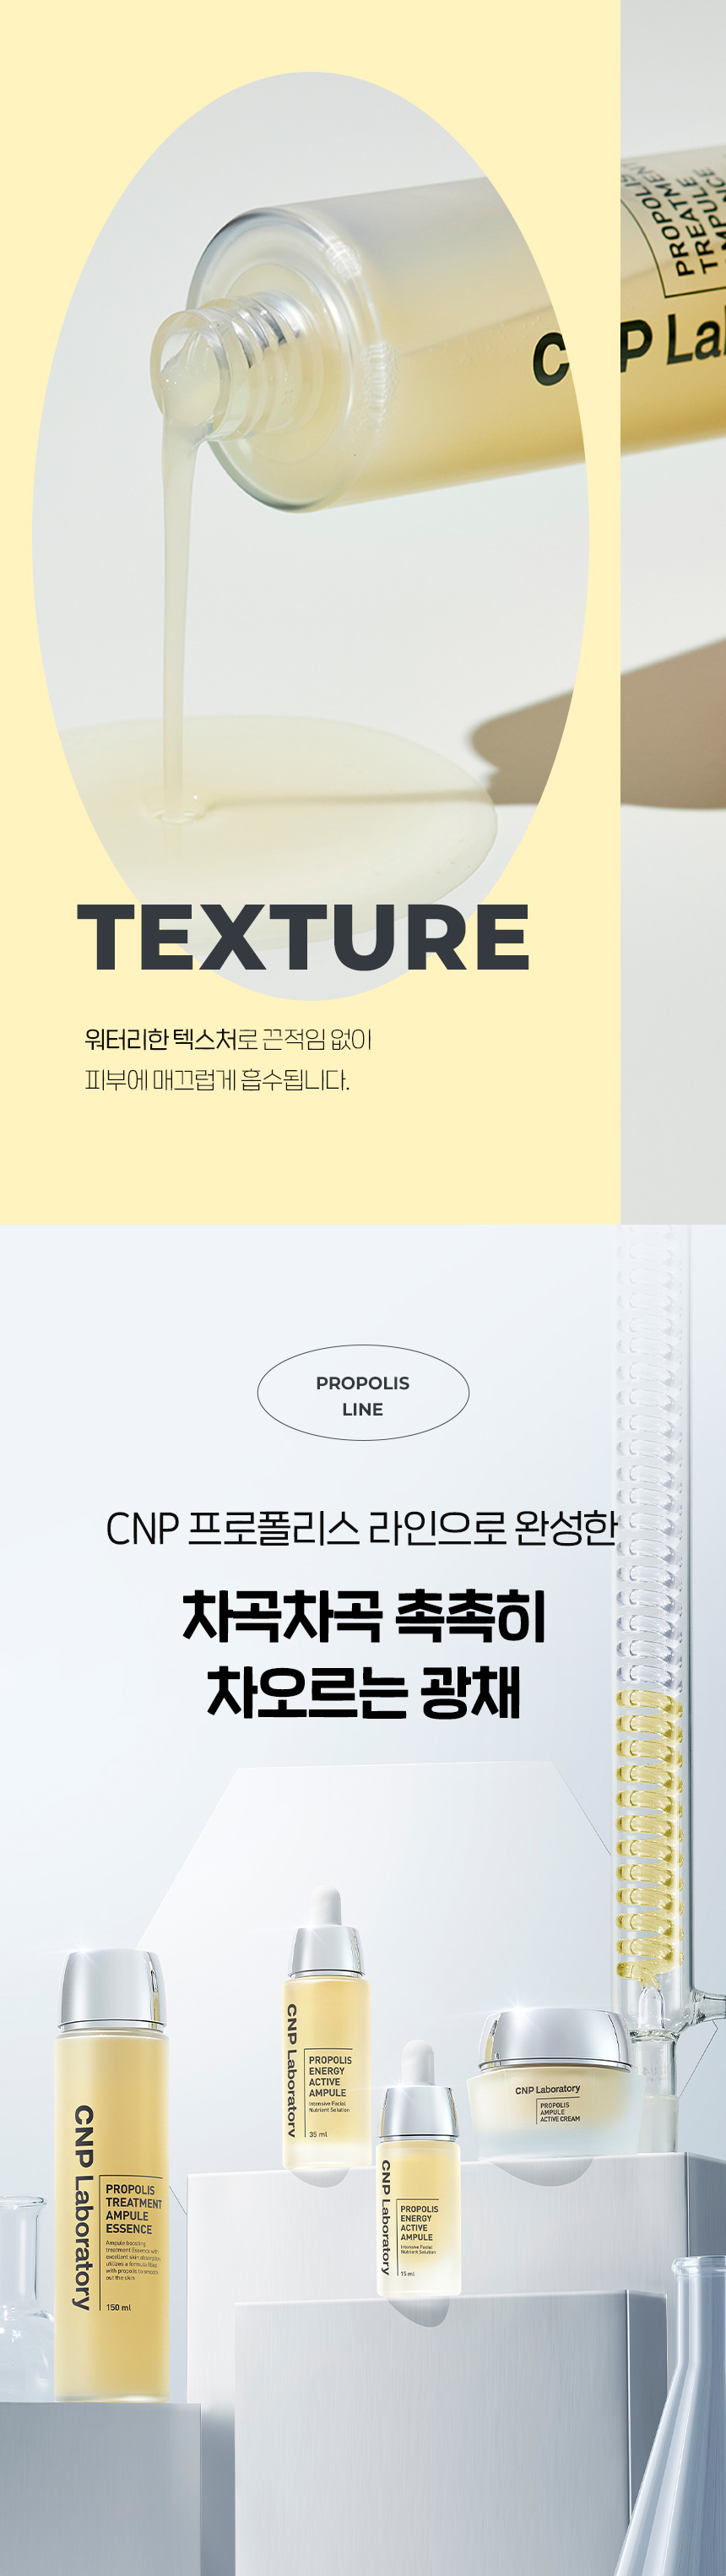 PROPOLIS
TREATME
CNP Lab
TEXTURE
워터리한 텍스처로 끈적임 없이
피부에 매끄럽게 흡수됩니다.
PROPOLIS
LINE
CNP 프로폴리스 라인으로 완성한
차곡차곡 촉촉히
차오르는 광채
CNP Laboratory
PROPOLIS
TREATMENT
AMPULE
ESSENCE
Ampule boosting
treatment Essence with
excellent skin absorption
utilizes a formula filled
with propolis to smooth
out the skin
150 ml
CNP Laboratory
PROPOLIS
ENERGY
ACTIVE
AMPULE
Intensive Facial
Nutrient Solution
35 ml
CNP Laboratory
PROPOLIS
ENERGY
ACTIVE
AMPULE
Intensive Facial
Nutrient Solution
15 ml
CNP Laboratory
PROPOLIS
AMPULE
ACTIVE CREAM